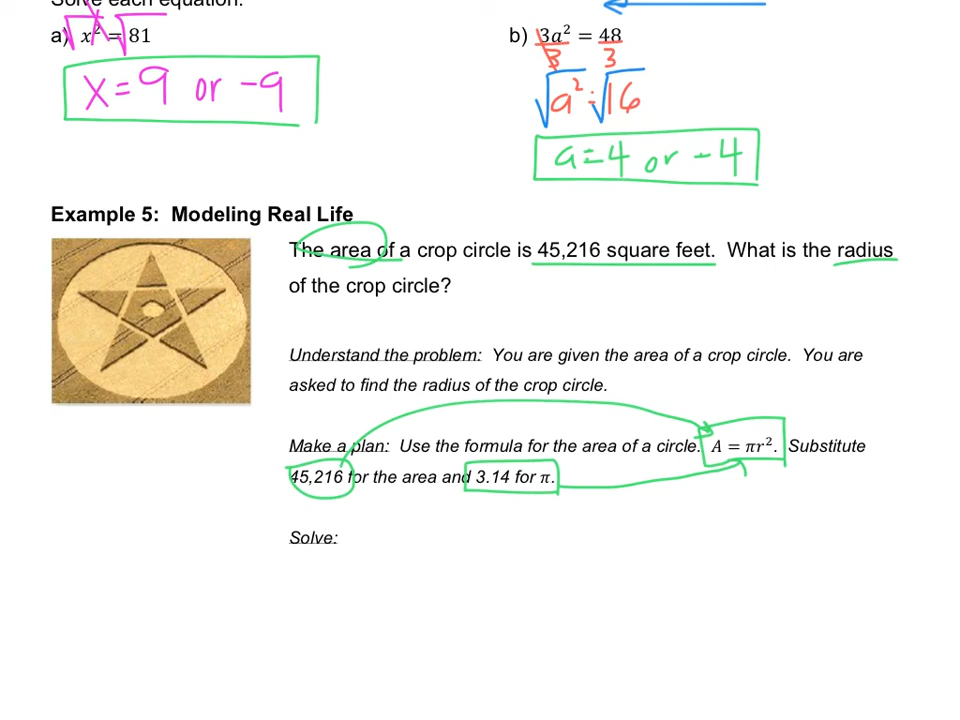 Solve each equation.
a) x² = 81
b) 3a² = 48
3 3
x = 9 or -9
√a² = √16
a = 4 or -4
Example 5: Modeling Real Life
The area of a crop circle is 45,216 square feet. What is the radius
of the crop circle?
Understand the problem: You are given the area of a crop circle. You are
asked to find the radius of the crop circle.
Make a plan: Use the formula for the area of a circle. A = πr². Substitute
45,216 for the area and 3.14 for π.
Solve: